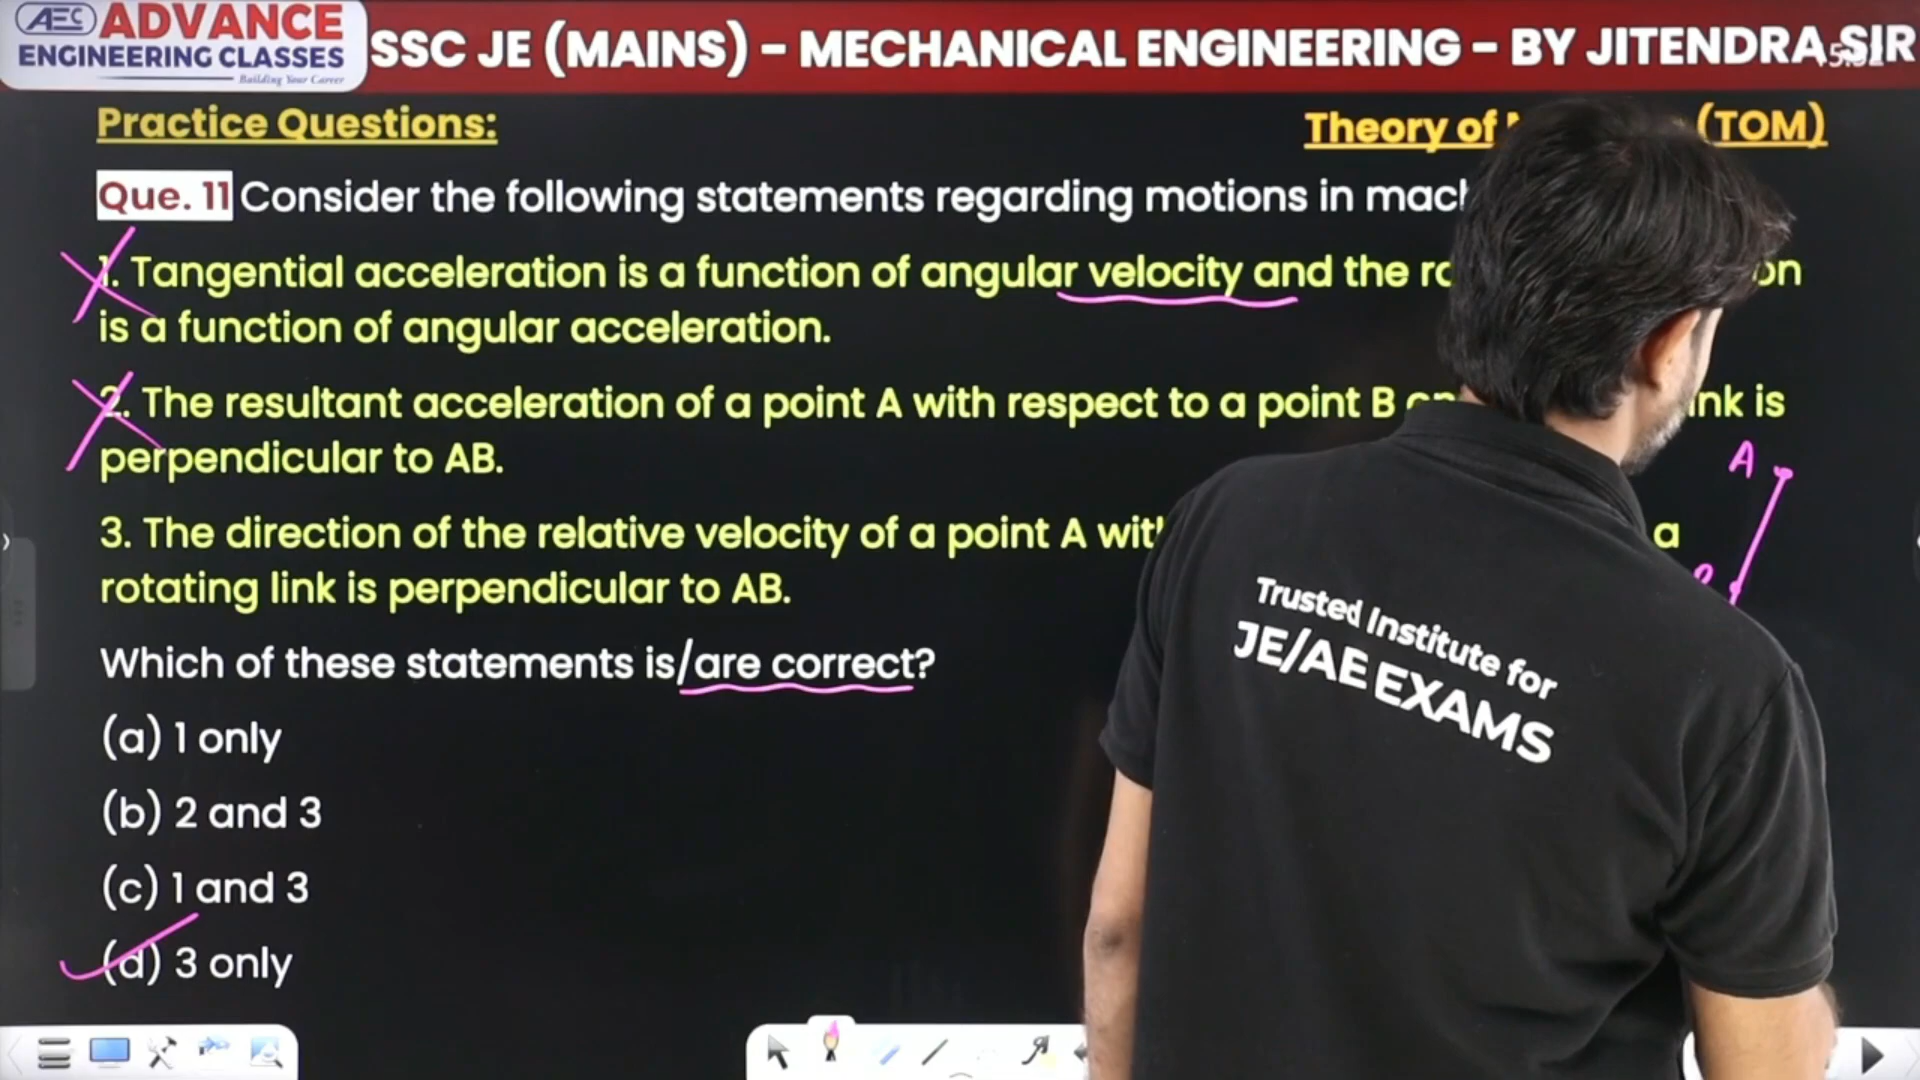 AEC ADVANCE
ENGINEERING CLASSES
Building Your Career
SSC JE (MAINS) - MECHANICAL ENGINEERING - BY JITENDRA SIR
Practice Questions:
Theory of (TOM)
Que. 11 Consider the following statements regarding motions in
1. Tangential acceleration is a function of angular velocity and the
is a function of angular acceleration.
2. The resultant acceleration of a point A with respect to a point B is
perpendicular to AB.
A
3. The direction of the relative velocity of a point A a
rotating link is perpendicular to AB.
Which of these statements is/are correct?
(a) 1 only
(b) 2 and 3
(c) 1 and 3
(d) 3 only
Trusted Institute for
JE/AE EXAMS